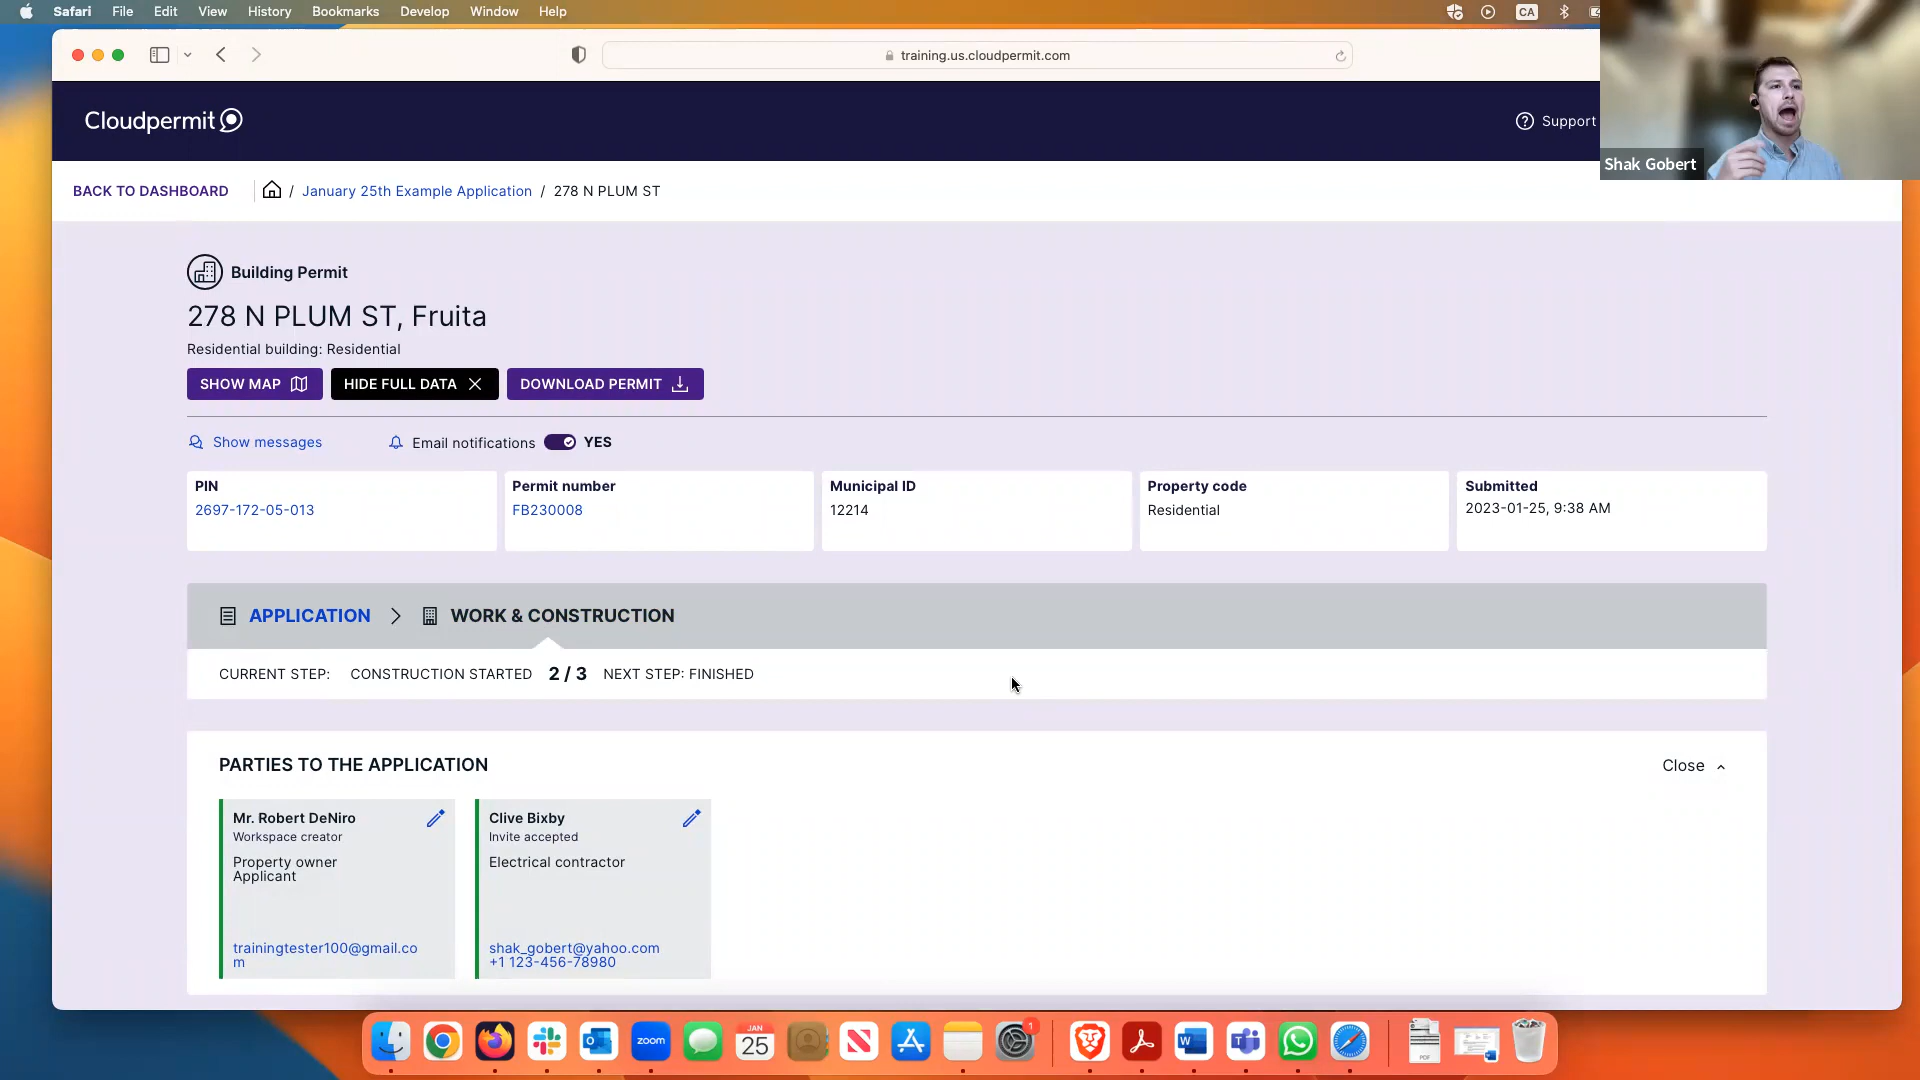 Safari File Edit View History Bookmarks Develop Window Help
CA
training.us.cloudpermit.com
Cloudpermit
Support
Shak Gobert
BACK TO DASHBOARD / January 25th Example Application / 278 N PLUM ST
Building Permit
278 N PLUM ST, Fruita
Residential building: Residential
SHOW MAP HIDE FULL DATA DOWNLOAD PERMIT
Show messages Email notifications YES
PIN Permit number Municipal ID Property code Submitted
2697-172-05-013 FB230008 12214 Residential 2023-01-25, 9:38 AM
APPLICATION WORK & CONSTRUCTION
CURRENT STEP: CONSTRUCTION STARTED 2 / 3 NEXT STEP: FINISHED
PARTIES TO THE APPLICATION Close
Mr. Robert DeNiro
Workspace creator
Property owner
Applicant
trainingtester100@gmail.co
m
Clive Bixby
Invite accepted
Electrical contractor
shak_gobert@yahoo.com
+1 123-456-78980
zoom
JAN
25
1
W
T
PDF